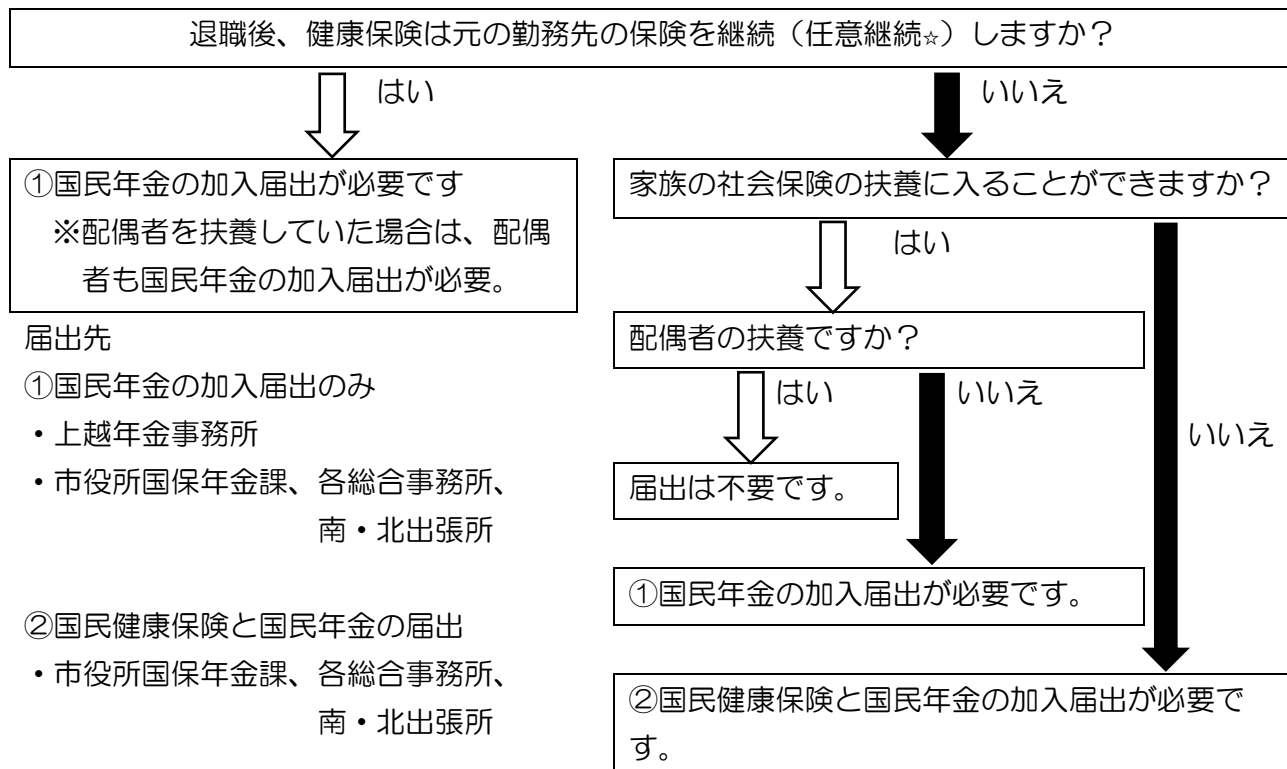 退職後、健康保険は元の勤務先の保険を継続（任意継続☆）しますか？
はい
いいえ
①国民年金の加入届出が必要です
※配偶者を扶養していた場合は、配偶
者も国民年金の加入届出が必要。
家族の社会保険の扶養に入ることができますか？
はい
いいえ
配偶者の扶養ですか？
はい
いいえ
届出は不要です。
①国民年金の加入届出が必要です。
②国民健康保険と国民年金の加入届出が必要で
す。
届出先
①国民年金の加入届出のみ
・上越年金事務所
・市役所国保年金課、各総合事務所、
南・北出張所
②国民健康保険と国民年金の届出
・市役所国保年金課、各総合事務所、
南・北出張所